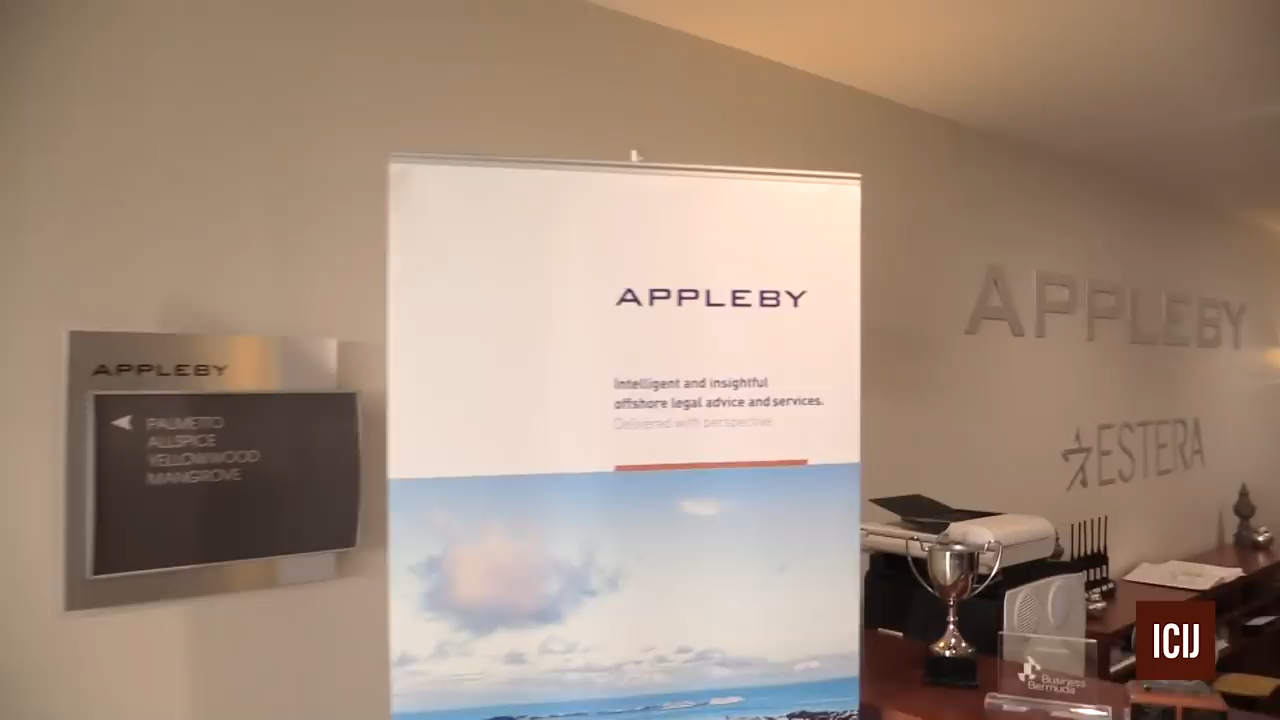 APPLEBY
PALMETTO
ALLSPICE
YELLOWWOOD
MANGROVE
APPLEBY
Intelligent and insightful
offshore legal advice and services.
Delivered with perspective.
APPLEBY
ESTERA
Business
Bermuda
ICIJ